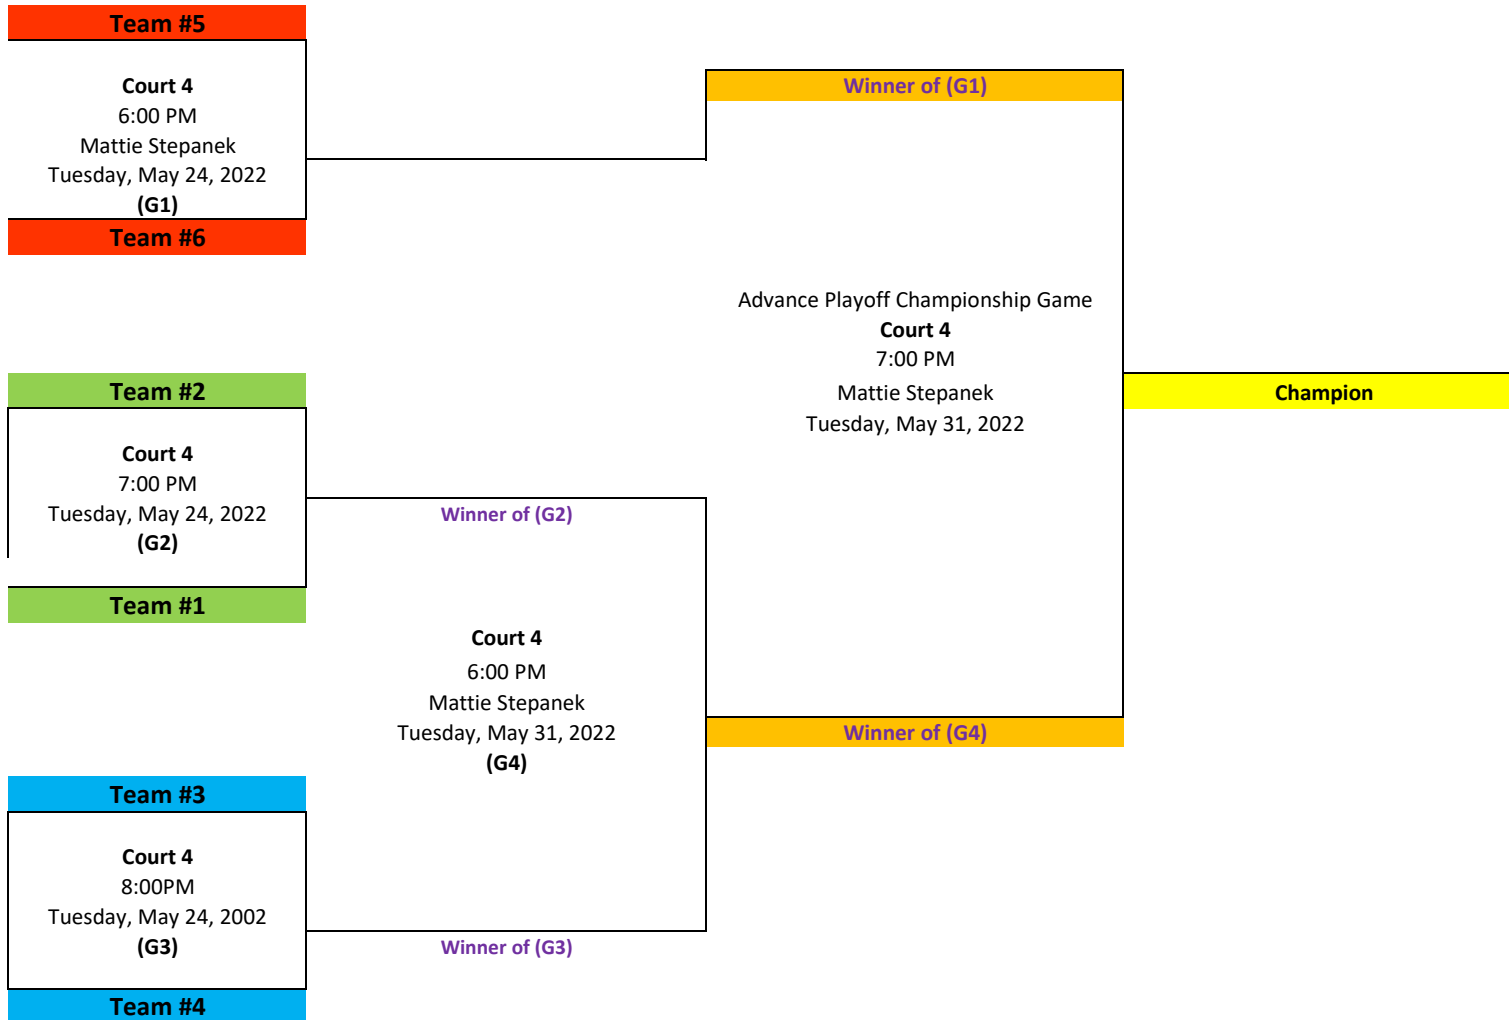 Team #5
Court 4
6:00 PM
Mattie Stepanek
Tuesday, May 24, 2022
(G1)
Team #6
Team #2
Court 4
7:00 PM
Tuesday, May 24, 2022
(G2)
Team #1
Team #3
Court 4
8:00PM
Tuesday, May 24, 2002
(G3)
Team #4
Winner of (G2)
Court 4
6:00 PM
Mattie Stepanek
Tuesday, May 31, 2022
(G4)
Winner of (G3)
Winner of (G1)
Advance Playoff Championship Game
Court 4
7:00 PM
Mattie Stepanek
Tuesday, May 31, 2022
Winner of (G4)
Champion